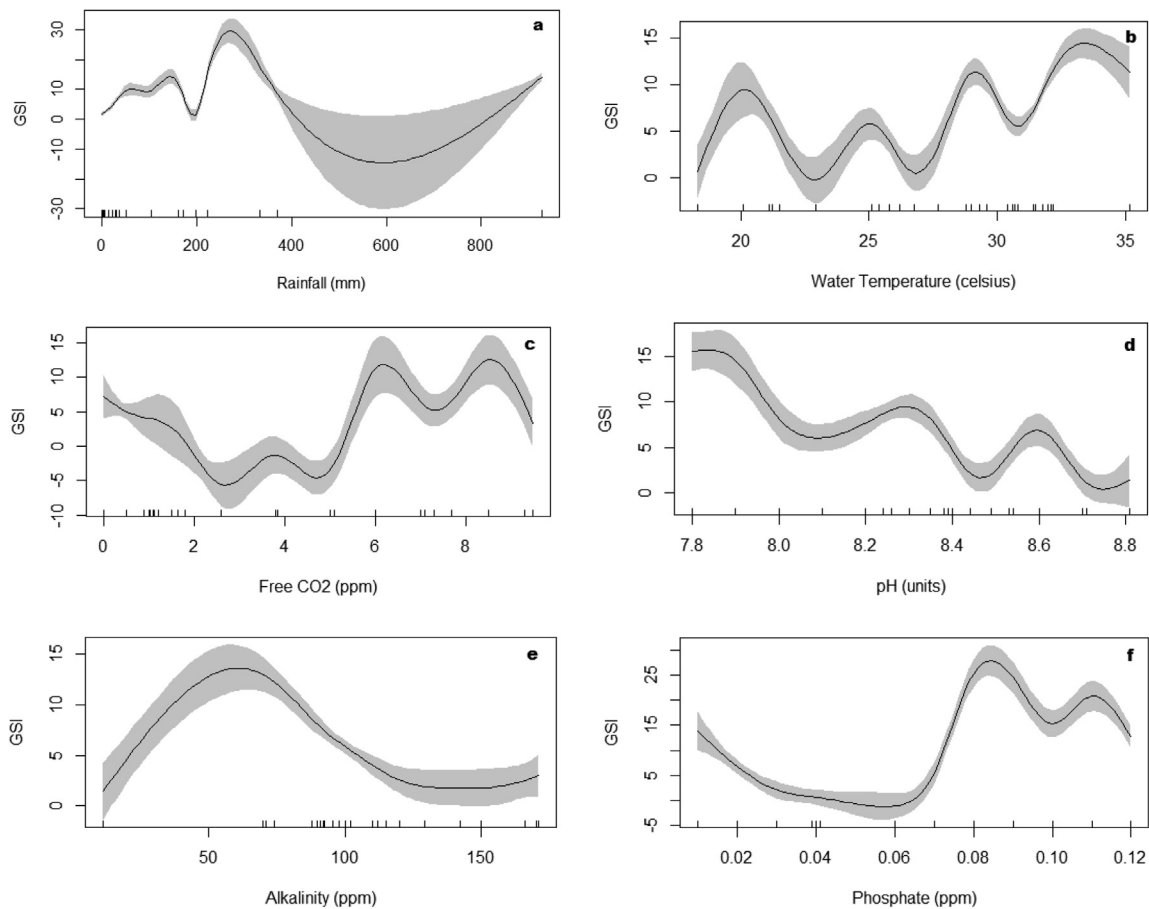 a
30
10
0
-10
-30
GSI
0 200 400 600 800
Rainfall (mm)
b
15
10
5
0
GSI
20 25 30 35
Water Temperature (celsius)
c
15
10
5
0
-5
-10
GSI
0 2 4 6 8
Free CO2 (ppm)
d
15
10
5
0
GSI
7.8 8.0 8.2 8.4 8.6 8.8
pH (units)
e
15
10
5
0
GSI
50 100 150
Alkalinity (ppm)
f
25
15
5
-5
GSI
0.02 0.04 0.06 0.08 0.10 0.12
Phosphate (ppm)